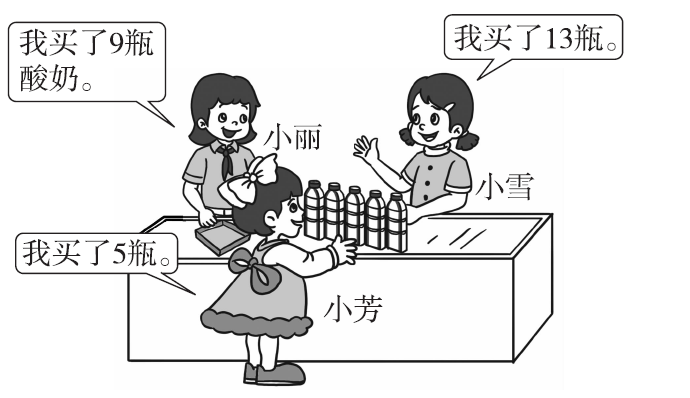 我买了9瓶
酸奶。
我买了13瓶。
小丽
小雪
我买了5瓶。
小芳